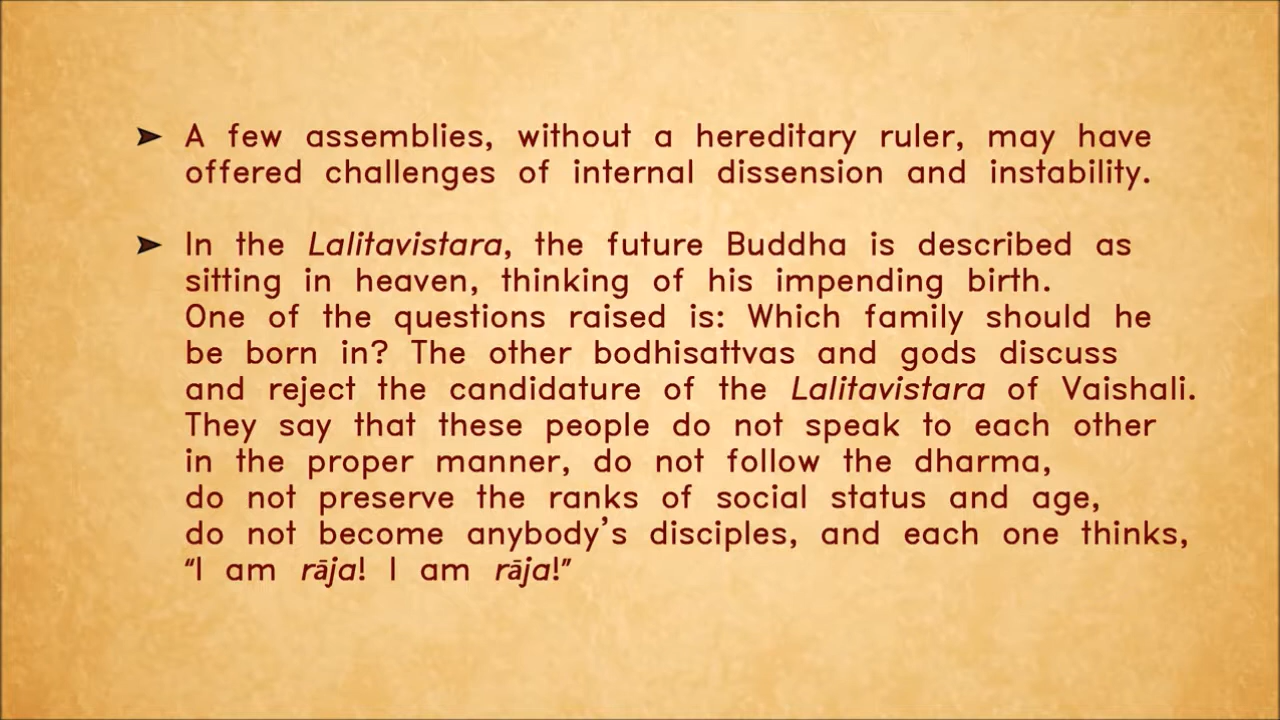 ➤ A few assemblies, without a hereditary ruler, may have
offered challenges of internal dissension and instability.
➤ In the Lalitavistara, the future Buddha is described as
sitting in heaven, thinking of his impending birth.
One of the questions raised is: Which family should he
be born in? The other bodhisattvas and gods discuss
and reject the candidature of the Lalitavistara of Vaishali.
They say that these people do not speak to each other
in the proper manner, do not follow the dharma,
do not preserve the ranks of social status and age,
do not become anybody’s disciples, and each one thinks,
“I am rāja! I am rāja!”